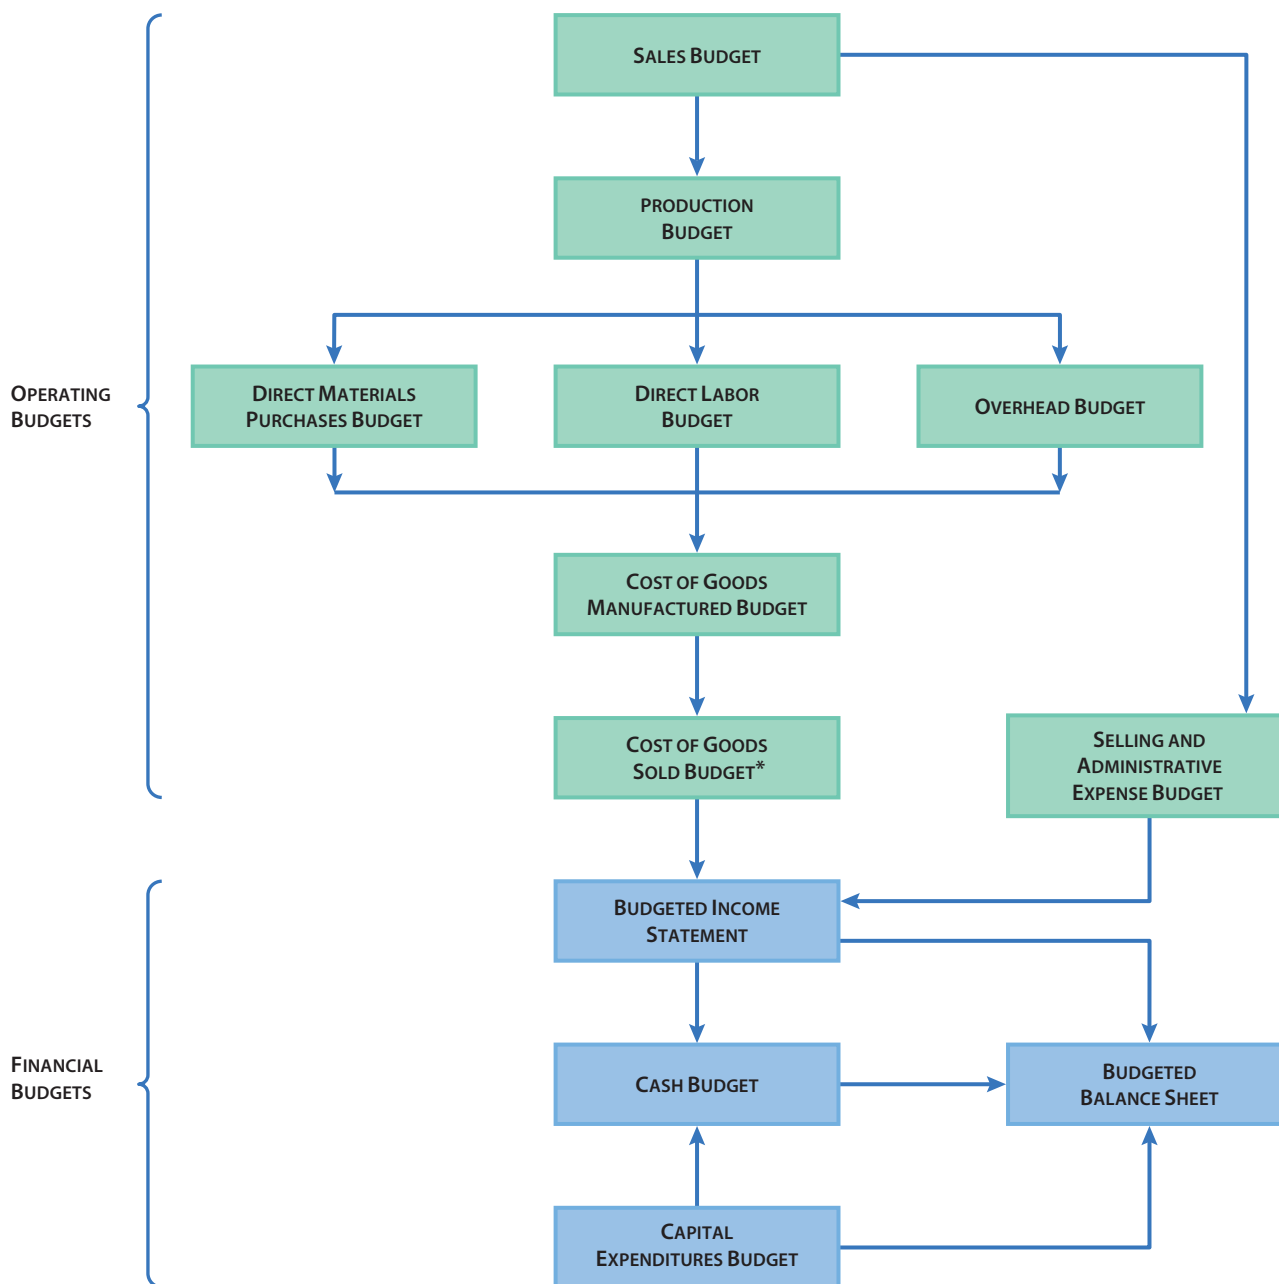 SALES BUDGET
PRODUCTION
BUDGET
OPERATING
BUDGETS
DIRECT MATERIALS
PURCHASES BUDGET
DIRECT LABOR
BUDGET
OVERHEAD BUDGET
COST OF GOODS
MANUFACTURED BUDGET
COST OF GOODS
SOLD BUDGET*
SELLING AND
ADMINISTRATIVE
EXPENSE BUDGET
BUDGETED INCOME
STATEMENT
FINANCIAL
BUDGETS
CASH BUDGET
BUDGETED
BALANCE SHEET
CAPITAL
EXPENDITURES BUDGET